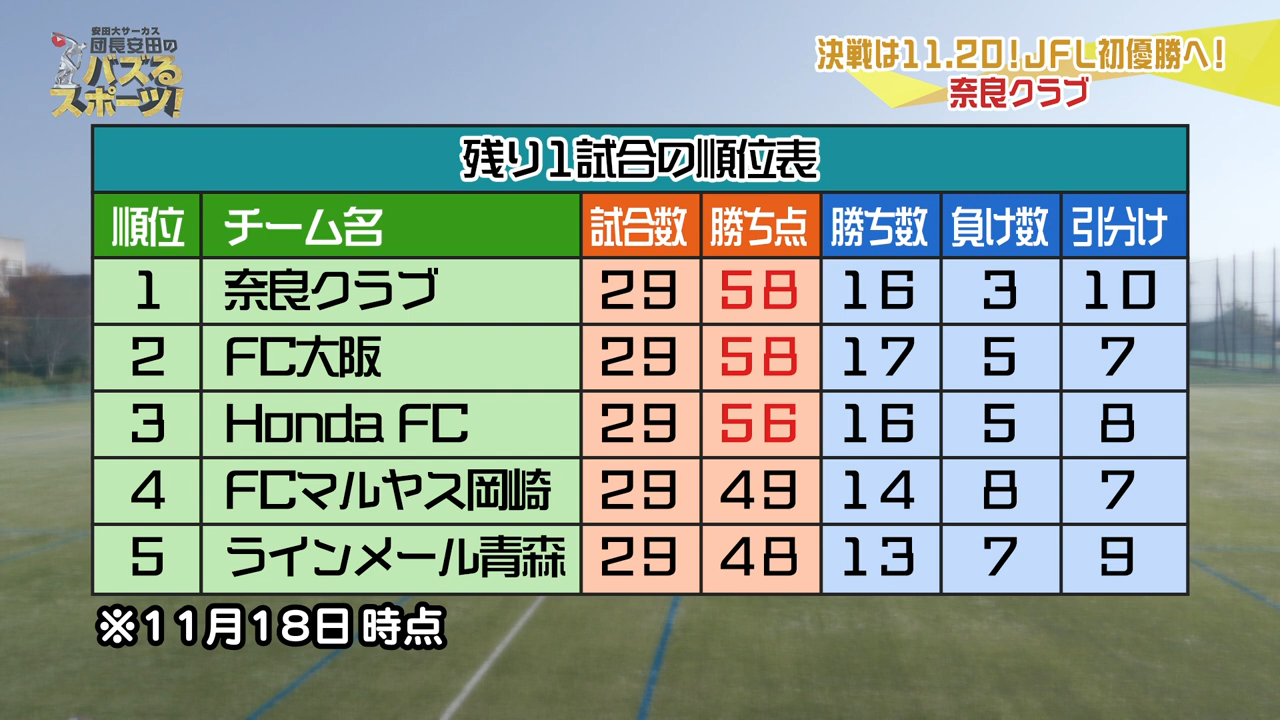 安田大サーカス
団長安田の
バズる
スポーツ!
決戦は11.20!JFL初優勝へ!
奈良クラブ
残り1試合の順位表
順位 チーム名 試合数 勝ち点 勝ち数 負け数 引分け
1 奈良クラブ 29 58 16 3 10
2 FC大阪 29 58 17 5 7
3 Honda FC 29 56 16 5 8
4 FCマルヤス岡崎 29 49 14 8 7
5 ラインメール青森 29 48 13 7 9
※11月18日時点